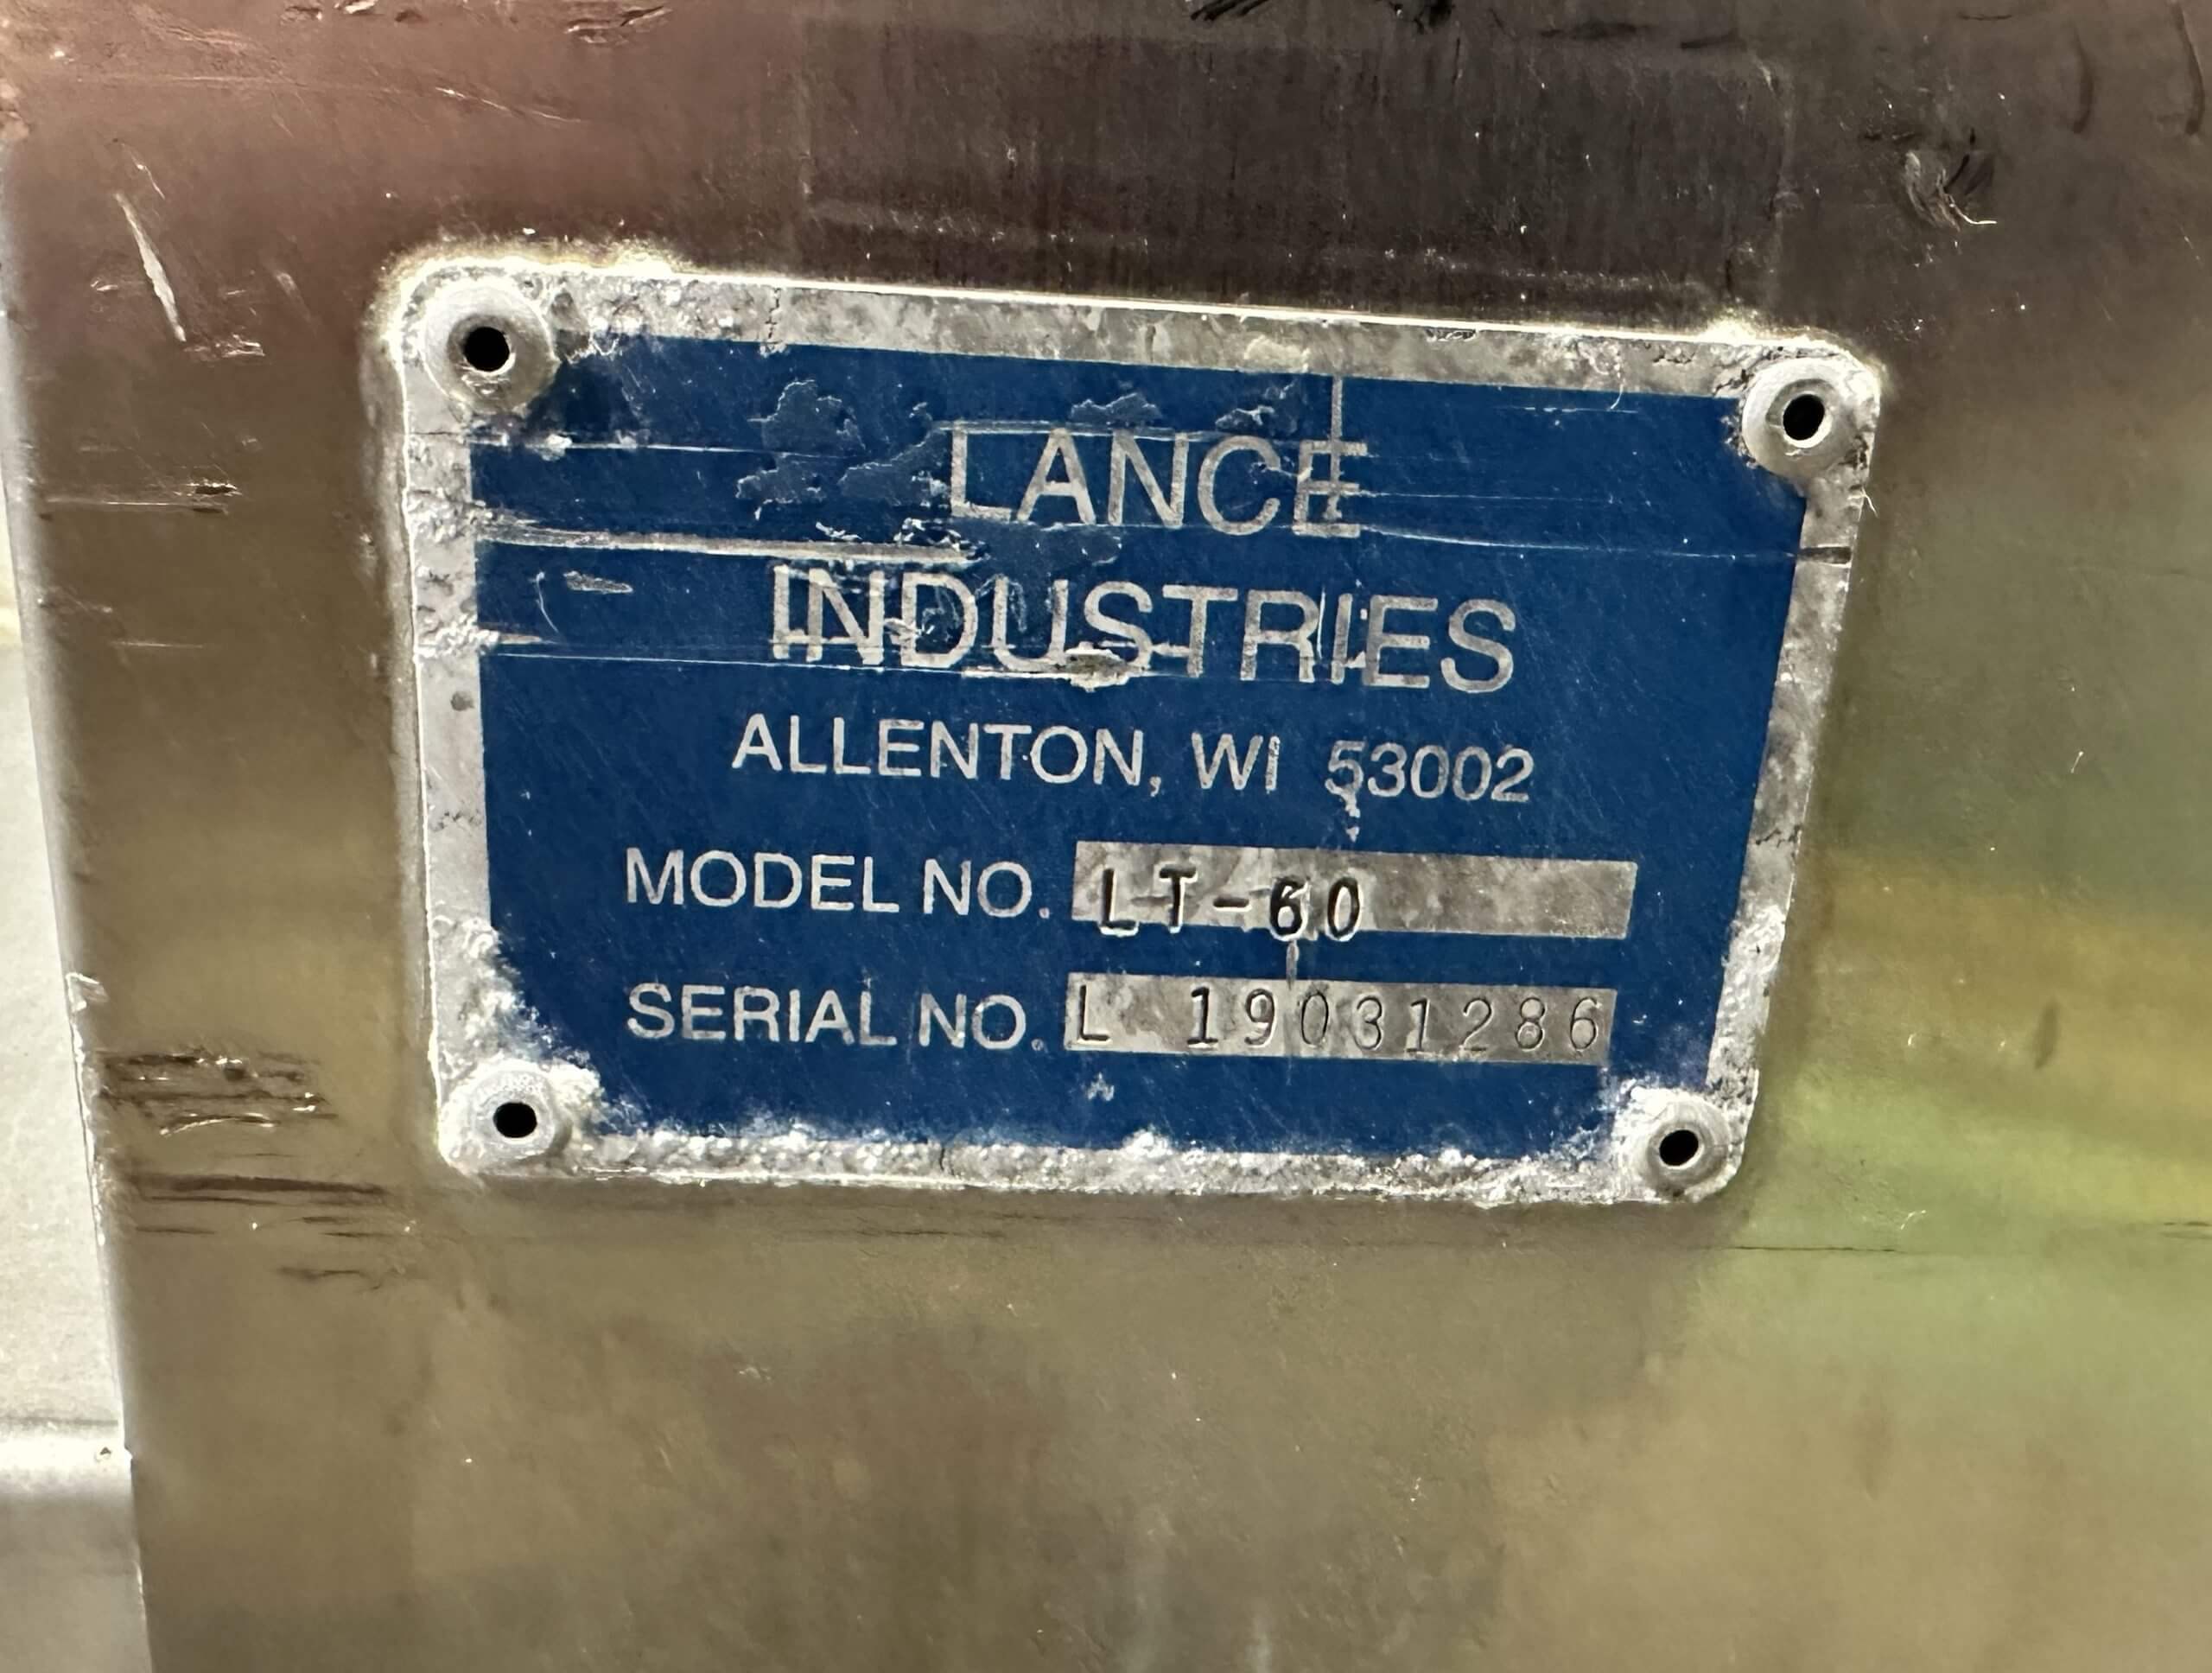 LANCE
INDUSTRIES
ALLENTON, WI 53002
MODEL NO. LT-60
SERIAL NO. L 19031286